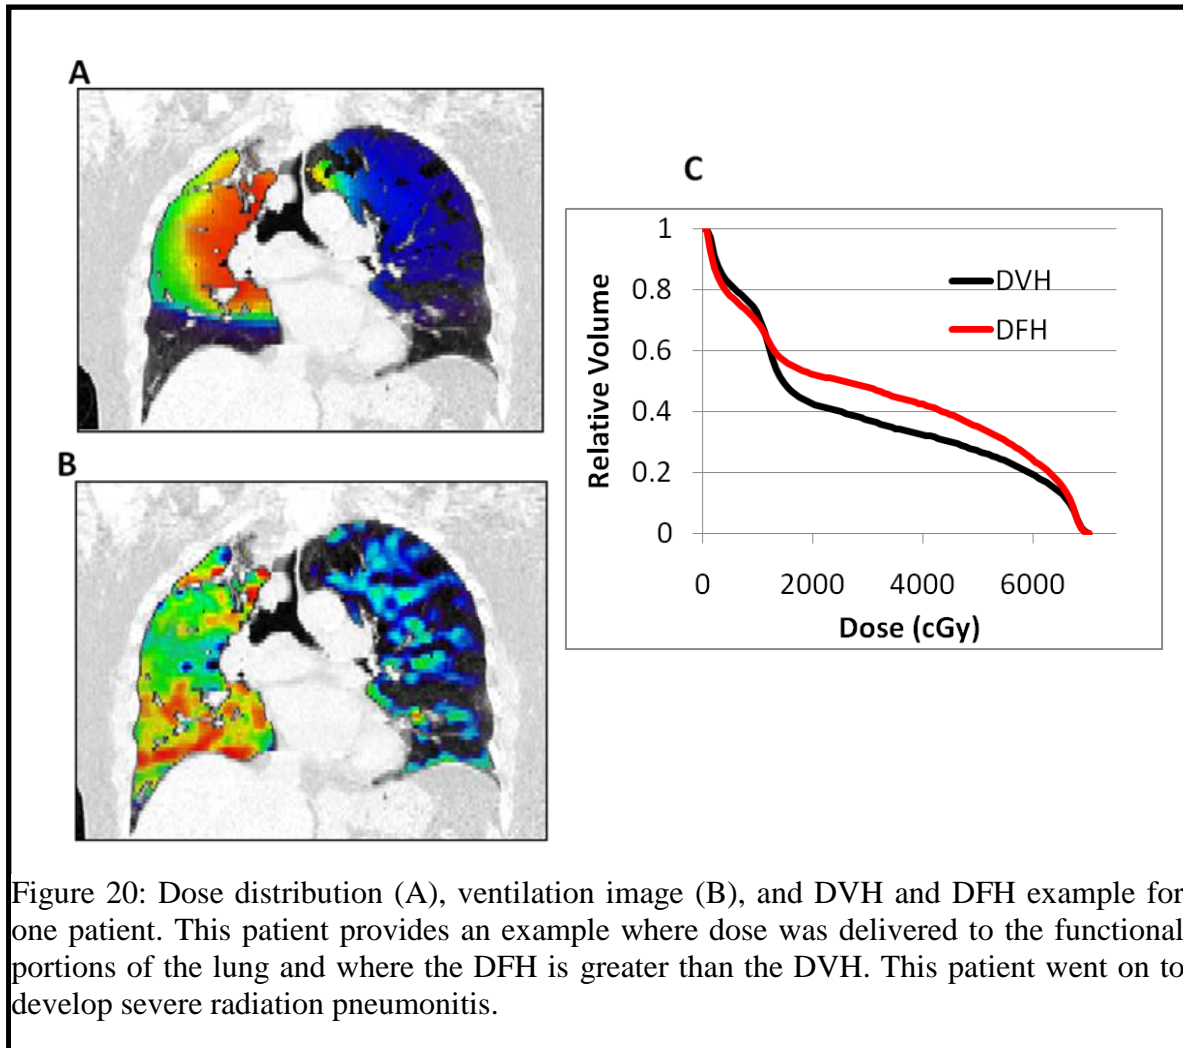 A
B
C
1
0.8
0.6
0.4
0.2
0
Relative Volume
DVH
DFH
0 2000 4000 6000
Dose (cGy)
Figure 20: Dose distribution (A), ventilation image (B), and DVH and DFH example for
one patient. This patient provides an example where dose was delivered to the functional
portions of the lung and where the DFH is greater than the DVH. This patient went on to
develop severe radiation pneumonitis.